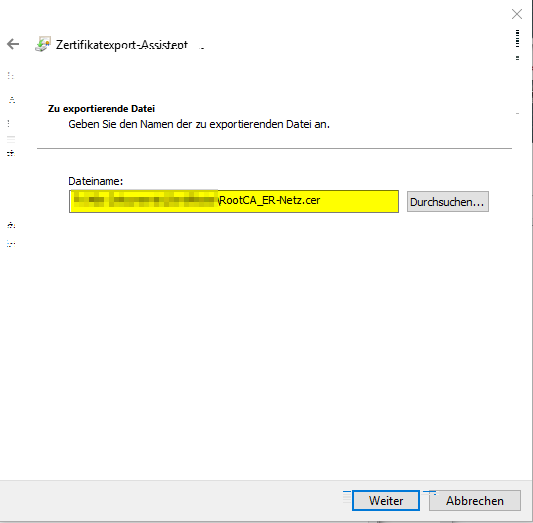 Zertifikatexport-Assistent
Zu exportierende Datei
Geben Sie den Namen der zu exportierenden Datei an.
Dateiname:
\RootCA_ER-Netz.cer
Durchsuchen...
Weiter
Abbrechen